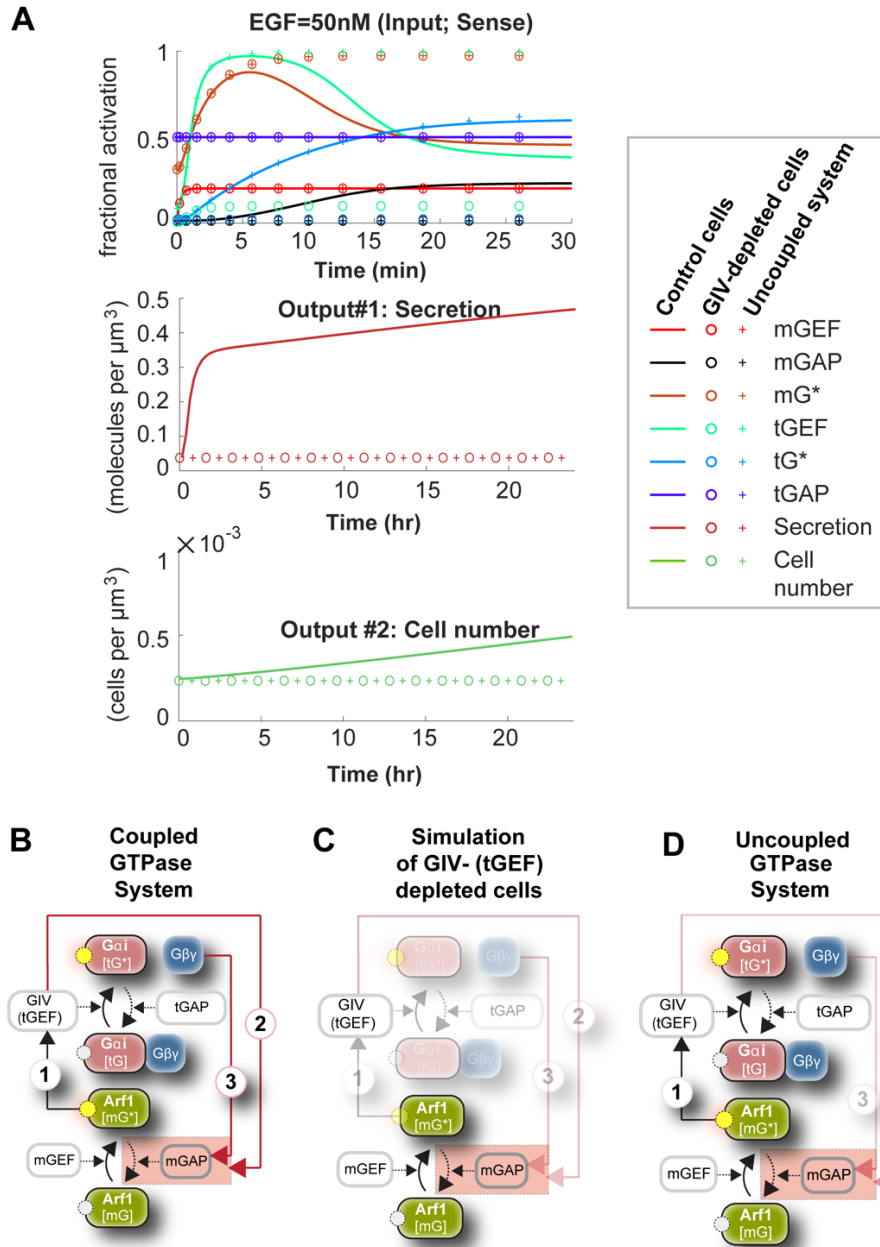 A
EGF=50nM (Input; Sense)
fractional activation
1
0.5
0
0 5 10 15 20 25 30
Time (min)
Output#1: Secretion
(molecules per μm³)
0.5
0.4
0.3
0.2
0.1
0
0 5 10 15 20
Time (hr)
×10⁻³
Output #2: Cell number
(cells per μm³)
1
0.5
0
0 5 10 15 20
Time (hr)
Control cells
GIV-depleted cells
Uncoupled system
mGEF
mGAP
mG*
tGEF
tG*
tGAP
Secretion
Cell
number
B
Coupled
GTPase
System
Gαi
[tG*]
Gβγ
GIV
(tGEF)
tGAP
2
Gαi
[tG]
Gβγ
1
3
Arf1
[mG*]
mGEF
mGAP
Arf1
[mG]
C
Simulation
of GIV- (tGEF)
depleted cells
Gαi
[tG*]
Gβγ
GIV
(tGEF)
tGAP
2
Gαi
[tG]
Gβγ
1
3
Arf1
[mG*]
mGEF
mGAP
Arf1
[mG]
D
Uncoupled
GTPase
System
Gαi
[tG*]
Gβγ
GIV
(tGEF)
tGAP
Gαi
[tG]
Gβγ
1
3
Arf1
[mG*]
mGEF
mGAP
Arf1
[mG]